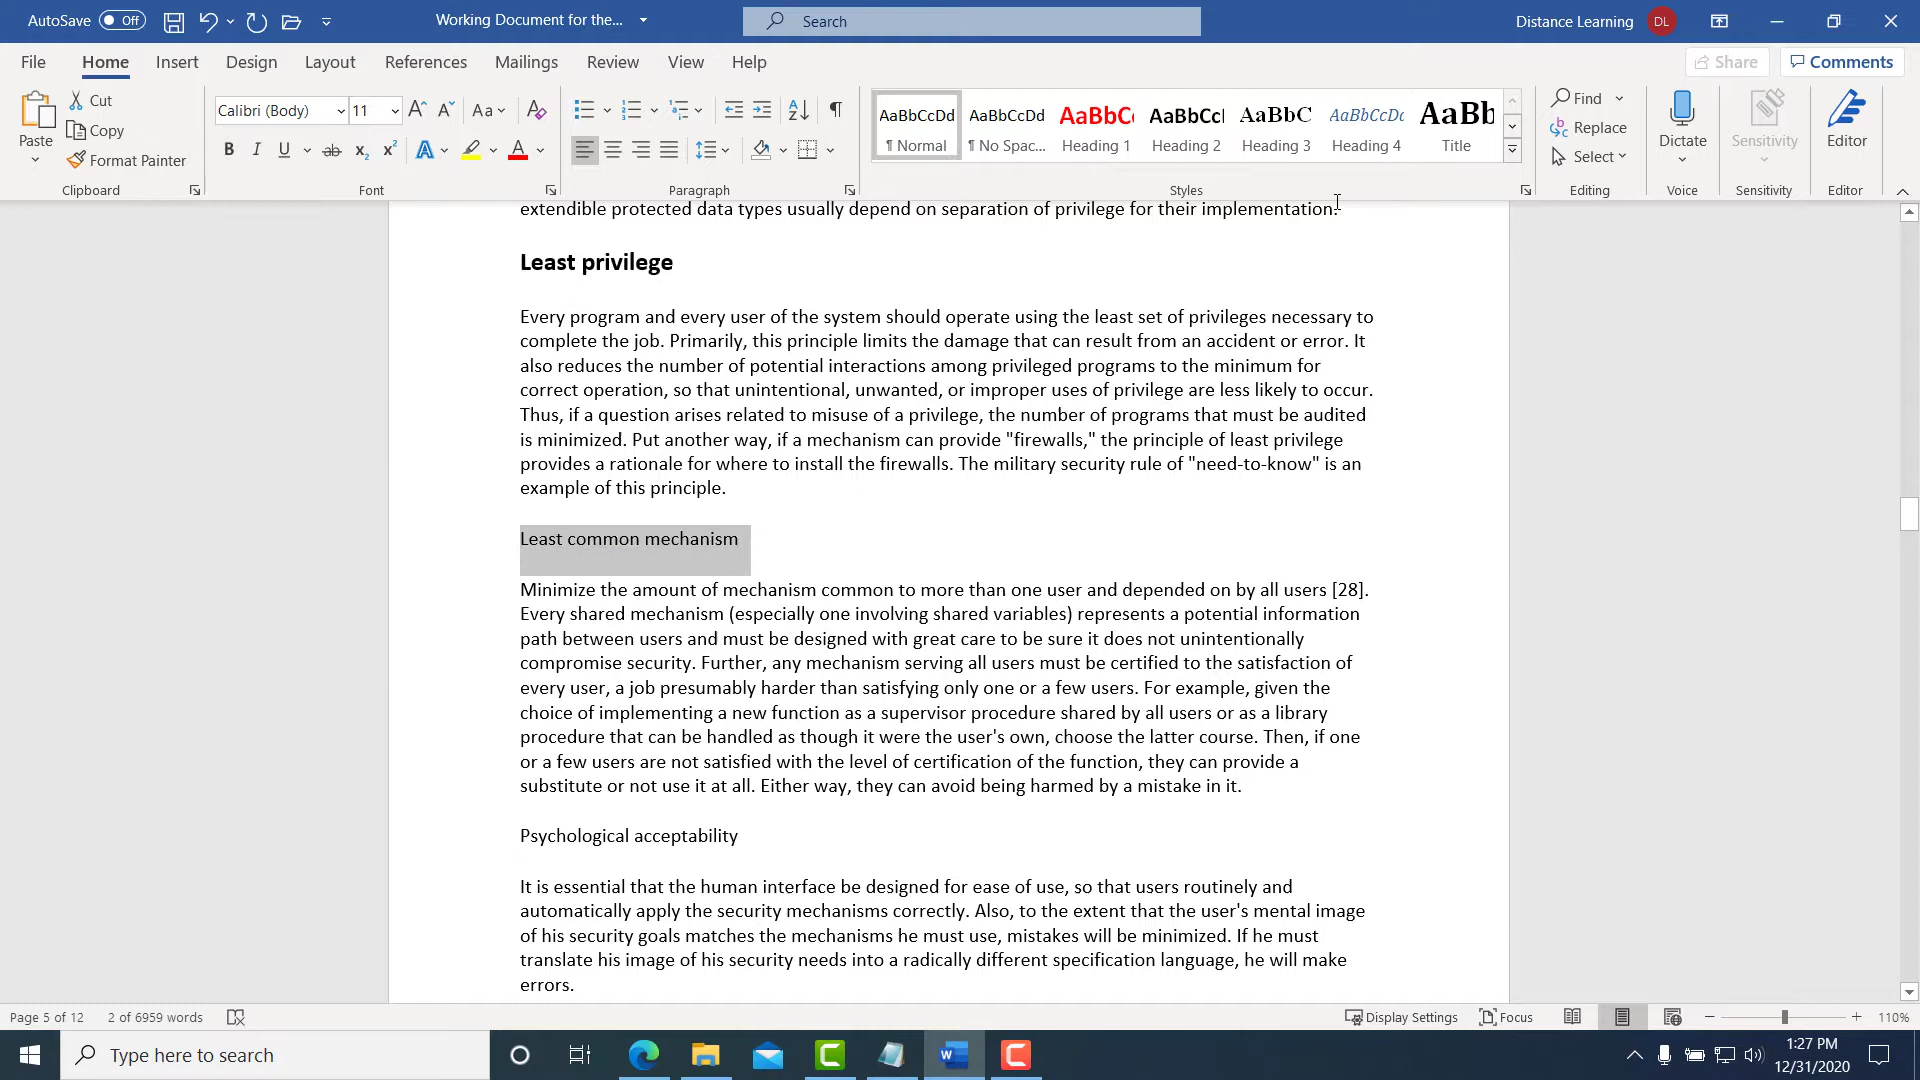 AutoSave Off
Working Document for the...
Search
Distance Learning DL
File Home Insert Design Layout References Mailings Review View Help
Share Comments
Paste
Cut
Copy
Format Painter
Clipboard
Calibri (Body) 11
Font
Paragraph
AaBbCcDd AaBbCcDd AaBbC AaBbCcl AaBbC AaBbCcDc AaBb
¶ Normal ¶ No Spac... Heading 1 Heading 2 Heading 3 Heading 4 Title
Styles
Find
Replace
Select
Editing
Dictate
Voice
Sensitivity
Sensitivity
Editor
Editor
extendible protected data types usually depend on separation of privilege for their implementation.
Least privilege
Every program and every user of the system should operate using the least set of privileges necessary to
complete the job. Primarily, this principle limits the damage that can result from an accident or error. It
also reduces the number of potential interactions among privileged programs to the minimum for
correct operation, so that unintentional, unwanted, or improper uses of privilege are less likely to occur.
Thus, if a question arises related to misuse of a privilege, the number of programs that must be audited
is minimized. Put another way, if a mechanism can provide "firewalls," the principle of least privilege
provides a rationale for where to install the firewalls. The military security rule of "need-to-know" is an
example of this principle.
Least common mechanism
Minimize the amount of mechanism common to more than one user and depended on by all users [28].
Every shared mechanism (especially one involving shared variables) represents a potential information
path between users and must be designed with great care to be sure it does not unintentionally
compromise security. Further, any mechanism serving all users must be certified to the satisfaction of
every user, a job presumably harder than satisfying only one or a few users. For example, given the
choice of implementing a new function as a supervisor procedure shared by all users or as a library
procedure that can be handled as though it were the user's own, choose the latter course. Then, if one
or a few users are not satisfied with the level of certification of the function, they can provide a
substitute or not use it at all. Either way, they can avoid being harmed by a mistake in it.
Psychological acceptability
It is essential that the human interface be designed for ease of use, so that users routinely and
automatically apply the security mechanisms correctly. Also, to the extent that the user's mental image
of his security goals matches the mechanisms he must use, mistakes will be minimized. If he must
translate his image of his security needs into a radically different specification language, he will make
errors.
Page 5 of 12 2 of 6959 words
Display Settings Focus 110%
Type here to search
1:27 PM
12/31/2020